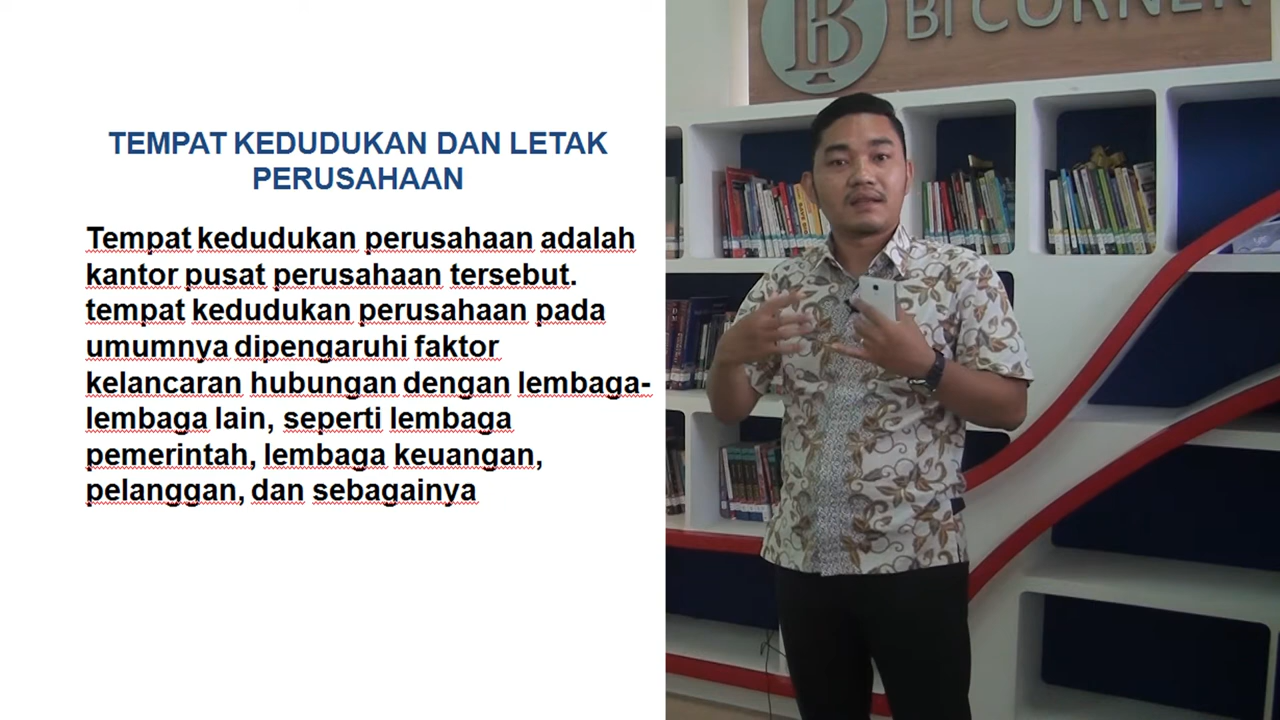 TEMPAT KEDUDUKAN DAN LETAK
PERUSAHAAN
Tempat kedudukan perusahaan adalah
kantor pusat perusahaan tersebut.
tempat kedudukan perusahaan pada
umumnya dipengaruhi faktor
kelancaran hubungan dengan lembaga-
lembaga lain, seperti lembaga
pemerintah, lembaga keuangan,
pelanggan, dan sebagainya
BI CORNER